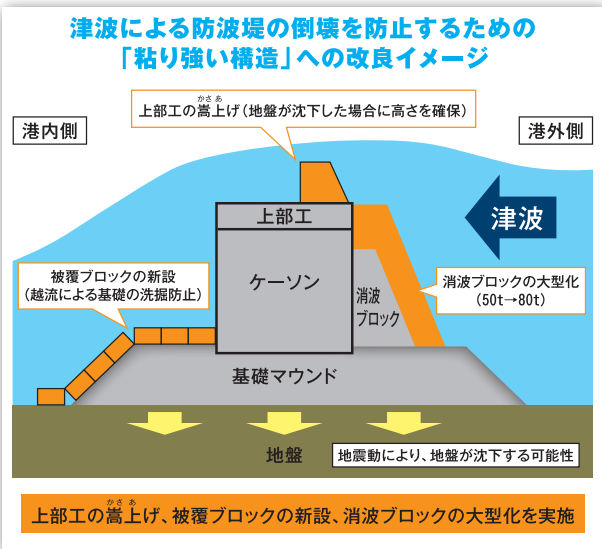 津波による防波堤の倒壊を防止するための
「粘り強い構造」への改良イメージ
かさ あ
上部工の嵩上げ（地盤が沈下した場合に高さを確保）
港内側
港外側
津波
上部工
被覆ブロックの新設
（越流による基礎の洗掘防止）
ケーソン
消波
ブロック
消波ブロックの大型化
（50t→80t）
基礎マウンド
地盤
地震動により、地盤が沈下する可能性
かさ あ
上部工の嵩上げ、被覆ブロックの新設、消波ブロックの大型化を実施